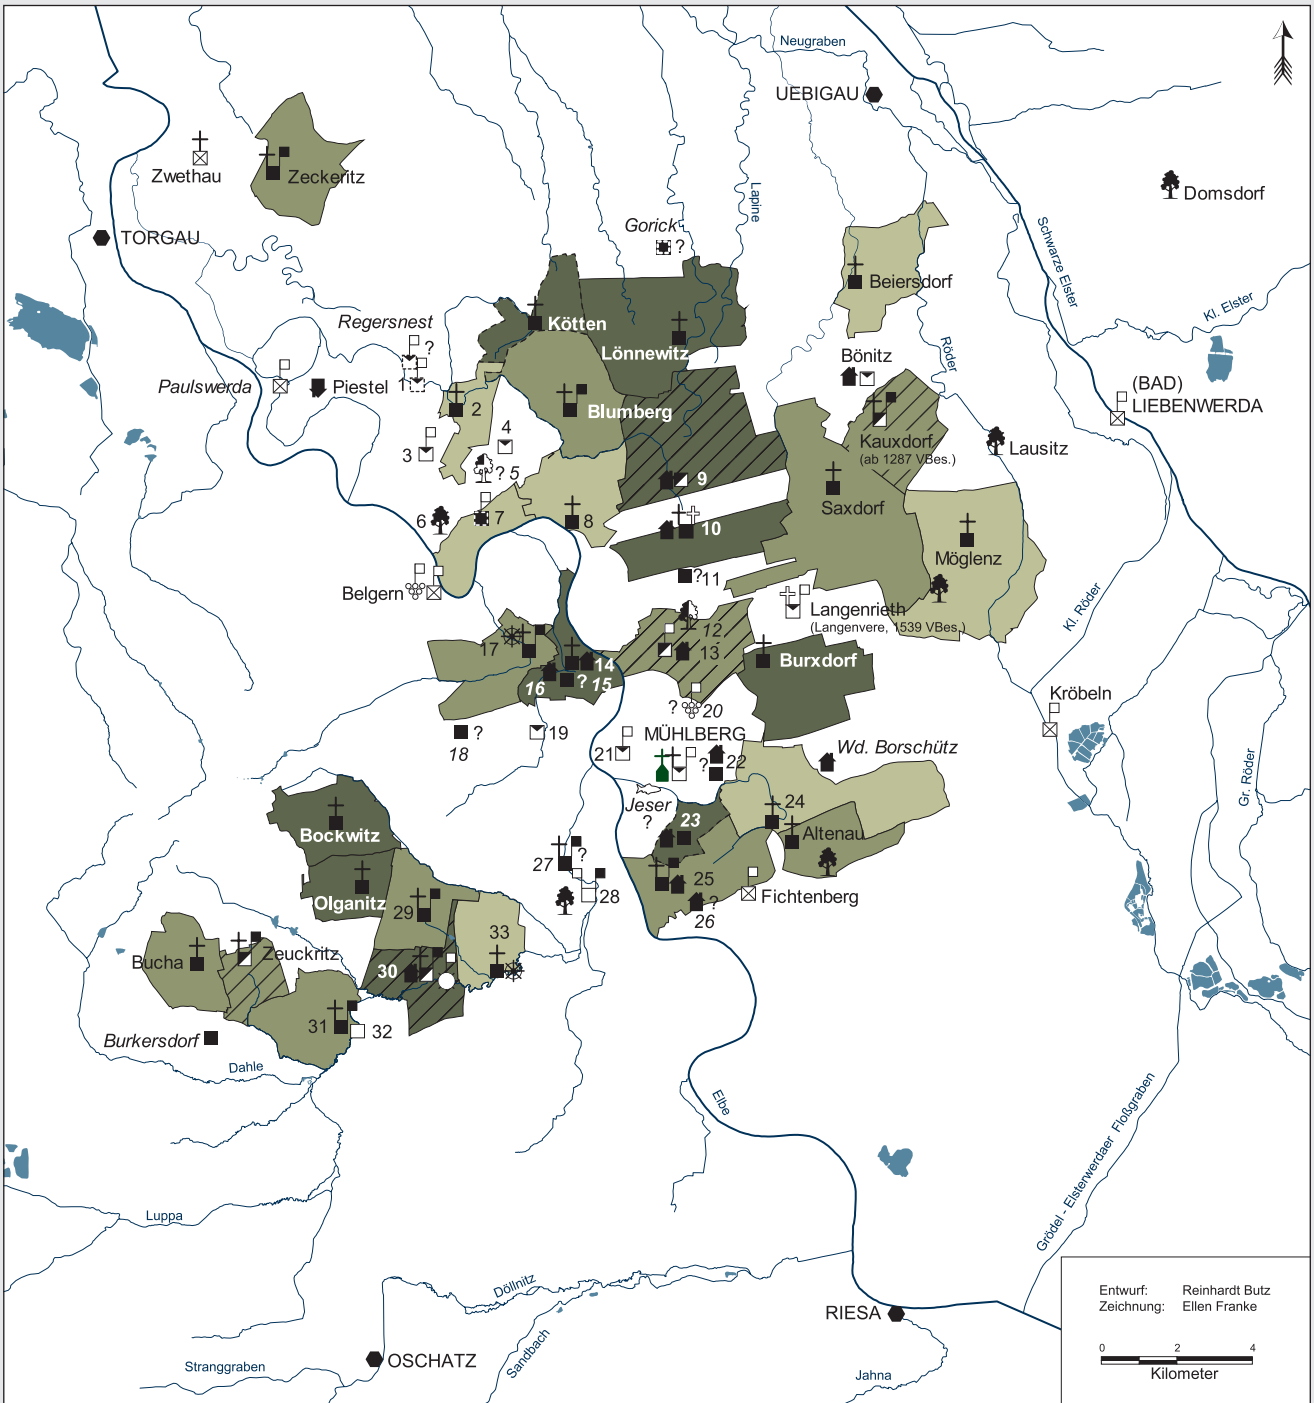 Neugraben
UEBIGAU
Zwethau
Zeckeritz
Domsdorf
Lapine
TORGAU
Gorick
?
Schwarze Elster
Beiersdorf
Kl. Elster
Regersnest
?
Kötten
Lönnewitz
Röder
Bönitz
Paulswerda
Piestel
1
2
Blumberg
(BAD)
LIEBENWERDA
Kauxdorf
(ab 1287 VBes.)
Lausitz
3
4
? 5
9
Saxdorf
6
7
8
10
Möglenz
Belgern
? 11
Langenrieth
(Langenvere, 1539 VBes.)
Kl. Röder
12
17
13
14
Burxdorf
16
? 15
Kröbeln
? 20
18
?
19
21
MÜHLBERG
? 22
Wd. Borschütz
Gr. Röder
Jeser
?
23
24
Altenau
Bockwitz
27
?
Olganitz
25
28
Fichtenberg
29
26
?
33
Bucha
Zeuckritz
30
31
32
Burkersdorf
Dahle
Elbe
Grödel - Elsterwerdaer Floßgraben
Luppa
Döllnitz
RIESA
Sandbach
OSCHATZ
Stranggraben
Jahna
Entwurf: Reinhardt Butz
Zeichnung: Ellen Franke
0 2 4
Kilometer